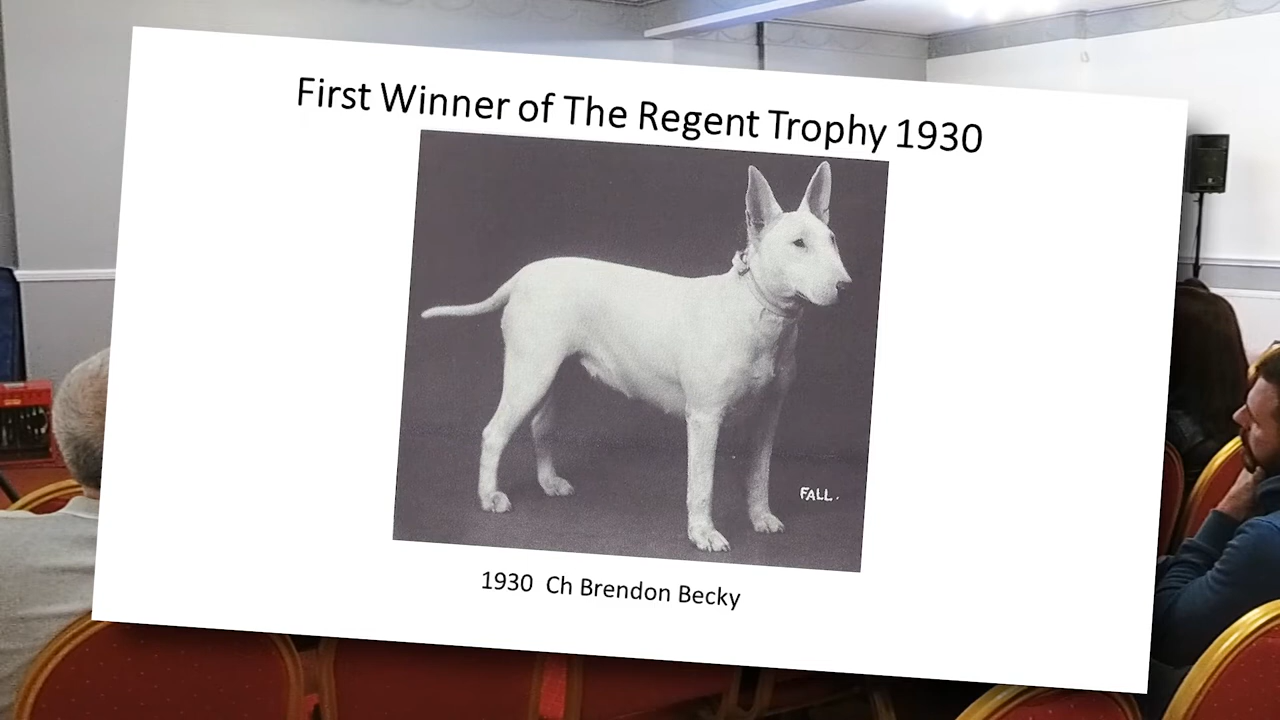 First Winner of The Regent Trophy 1930
FALL.
1930 Ch Brendon Becky